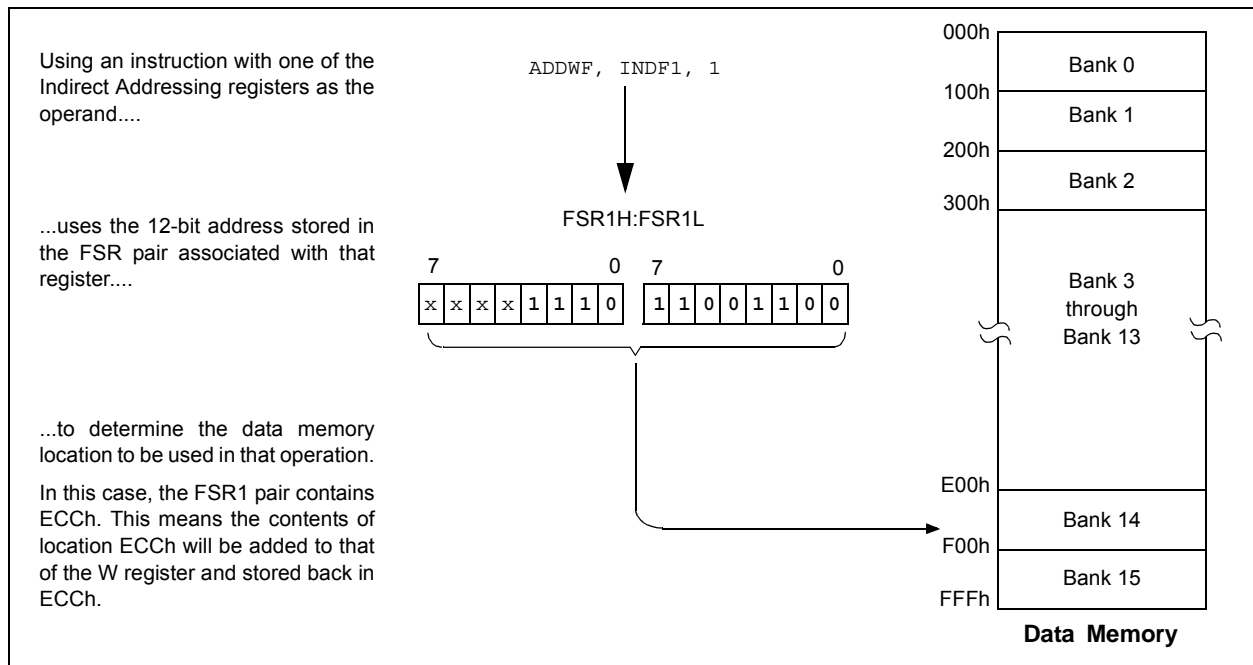 Using an instruction with one of the
Indirect Addressing registers as the
operand....
ADDWF, INDF1, 1
...uses the 12-bit address stored in
the FSR pair associated with that
register....
FSR1H:FSR1L
7 0 7 0
x x x x 1 1 1 0 1 1 0 0 1 1 0 0
...to determine the data memory
location to be used in that operation.
In this case, the FSR1 pair contains
ECCh. This means the contents of
location ECCh will be added to that
of the W register and stored back in
ECCh.
000h
Bank 0
100h
Bank 1
200h
Bank 2
300h
Bank 3
through
Bank 13
E00h
Bank 14
F00h
Bank 15
FFFh
Data Memory